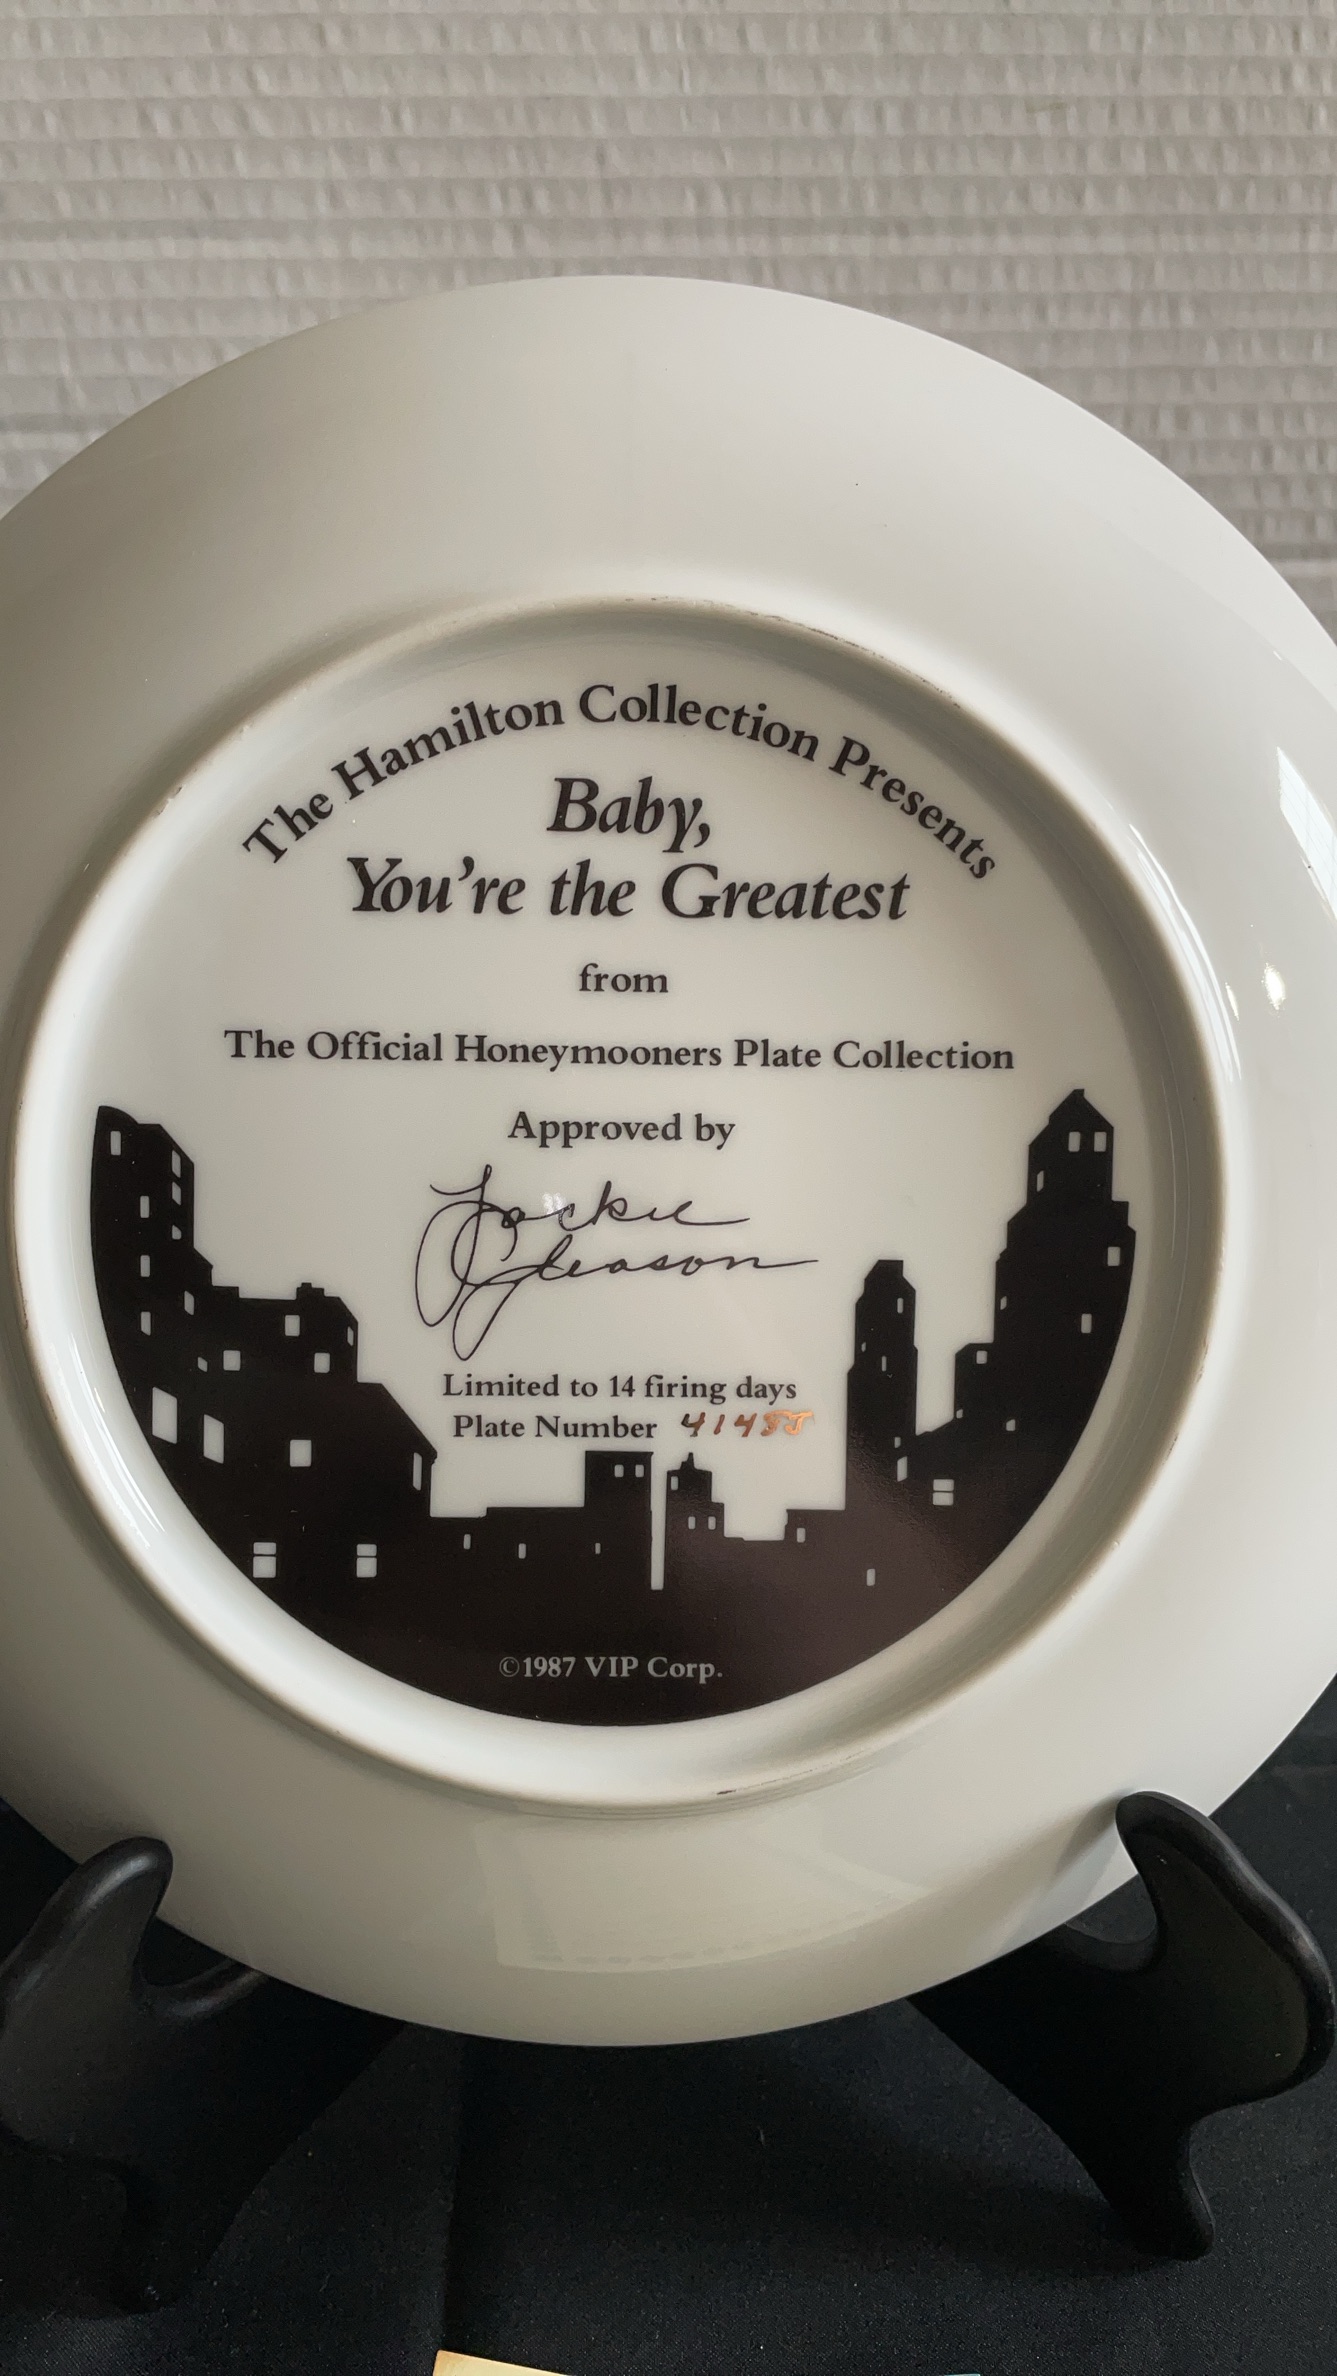 The Hamilton Collection Presents
Baby,
You're the Greatest
from
The Official Honeymooners Plate Collection
Approved by
Jackie
Gleason
Limited to 14 firing days
Plate Number
©1987 VIP Corp.